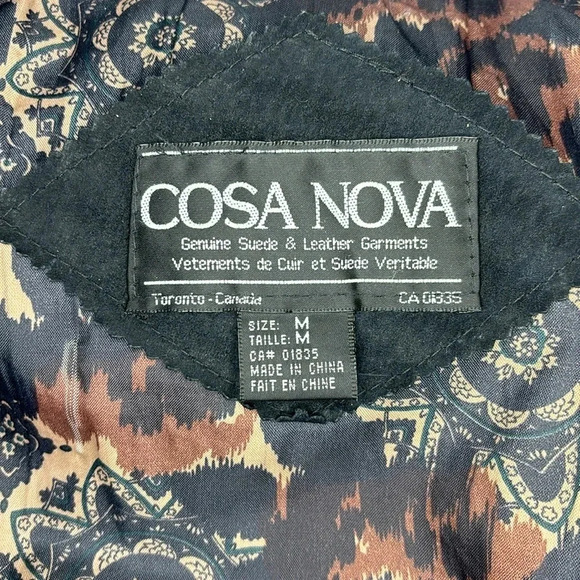 COSA NOVA
Genuine Suede & Leather Garments
Vetements de Cuir et Suede Veritable
Toronto - Canada CA 01335
SIZE: M
TAILLE: M
CA# 01835
MADE IN CHINA
FAIT EN CHINE